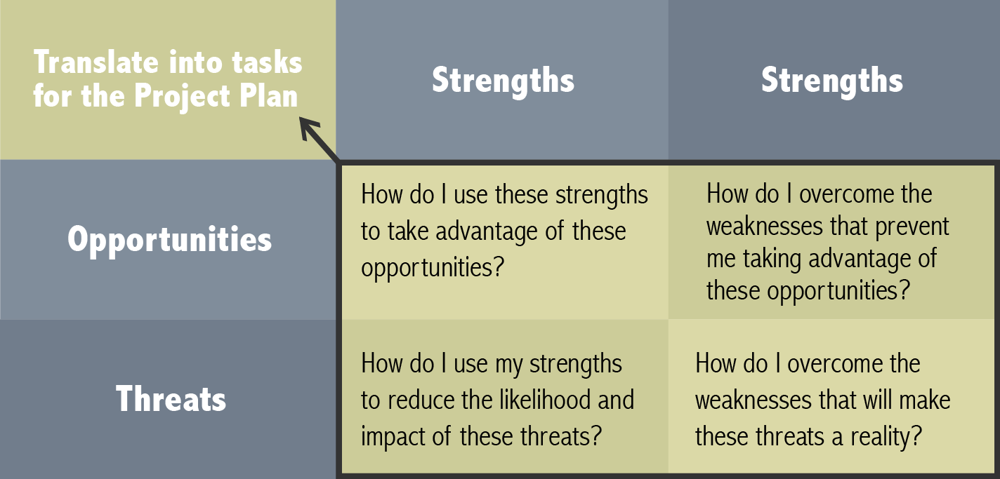 Translate into tasks
for the Project Plan
Strengths
Strengths
Opportunities
How do I use these strengths
to take advantage of these
opportunities?
How do I overcome the
weaknesses that prevent
me taking advantage of
these opportunities?
Threats
How do I use my strengths
to reduce the likelihood and
impact of these threats?
How do I overcome the
weaknesses that will make
these threats a reality?